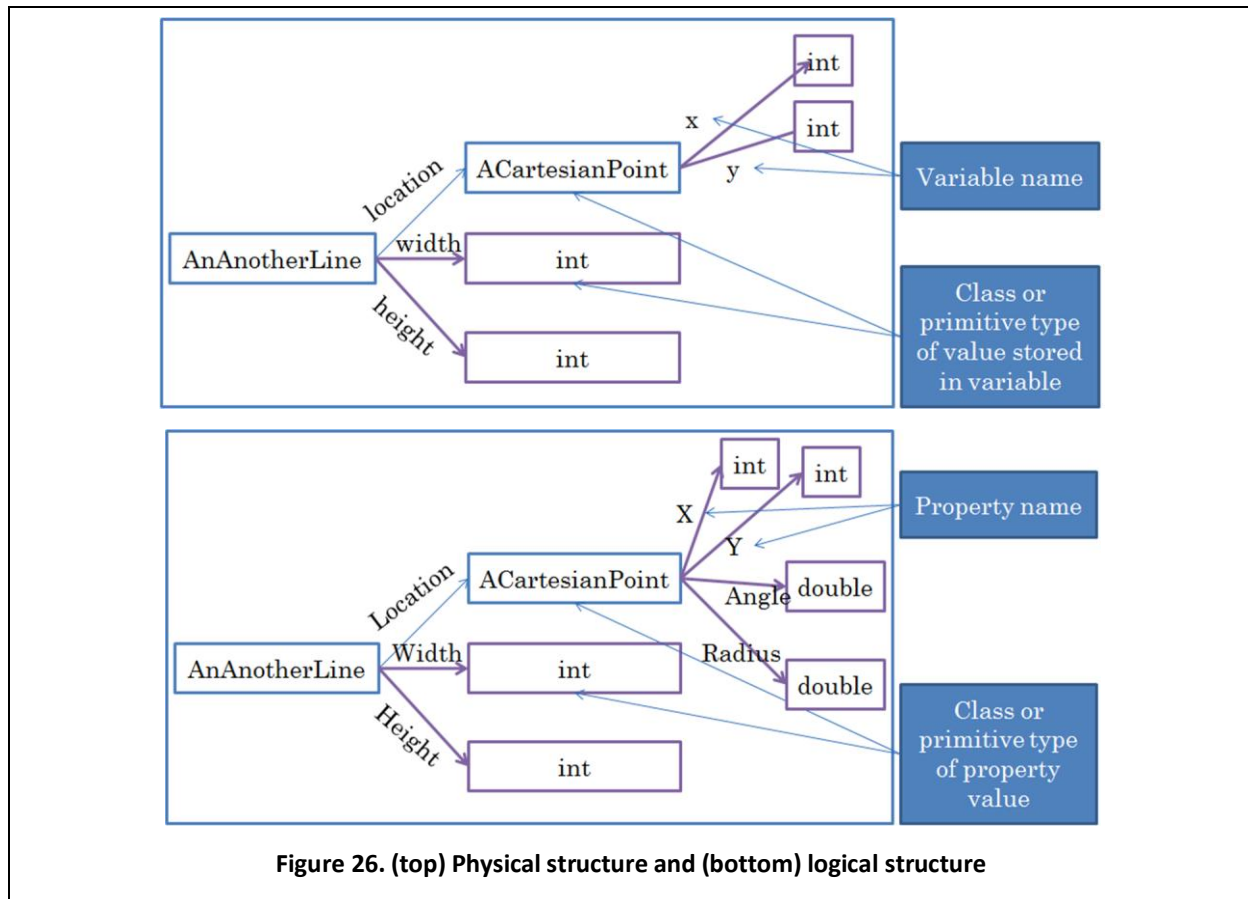 int
int
x
y
ACartesianPoint
location
Variable name
AnAnotherLine
width
int
height
int
Class or
primitive type
of value stored
in variable
int
int
X
Y
Property name
ACartesianPoint
Location
Angle
double
AnAnotherLine
Width
int
Radius
double
Height
int
Class or
primitive type
of property
value
Figure 26. (top) Physical structure and (bottom) logical structure